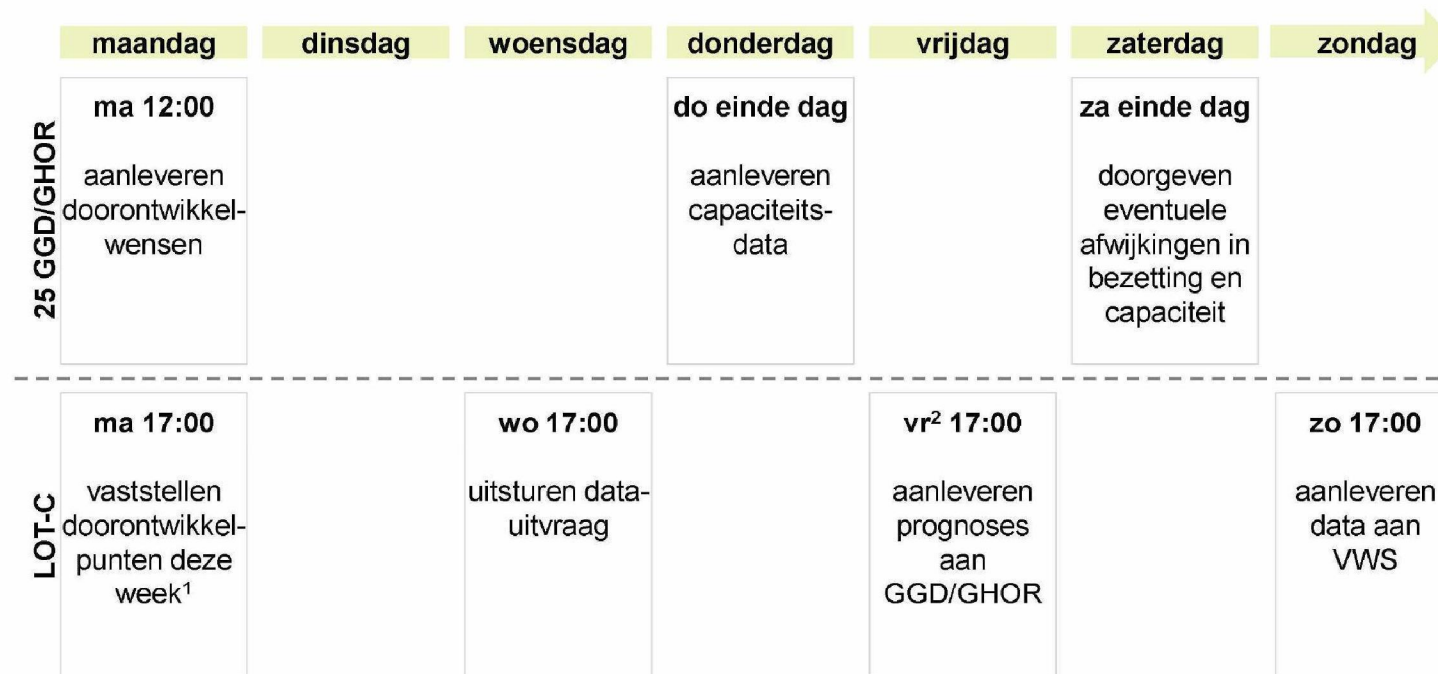 maandag dinsdag woensdag donderdag vrijdag zaterdag zondag
25 GGD/GHOR
ma 12:00
aanleveren
doorontwikkel-
wensen
do einde dag
aanleveren
capaciteits-
data
za einde dag
doorgeven
eventuele
afwijkingen in
bezetting en
capaciteit
LOT-C
ma 17:00
vaststellen
doorontwikkel-
punten deze
week¹
wo 17:00
uitsturen data-
uitvraag
vr² 17:00
aanleveren
prognoses
aan
GGD/GHOR
zo 17:00
aanleveren
data aan
VWS